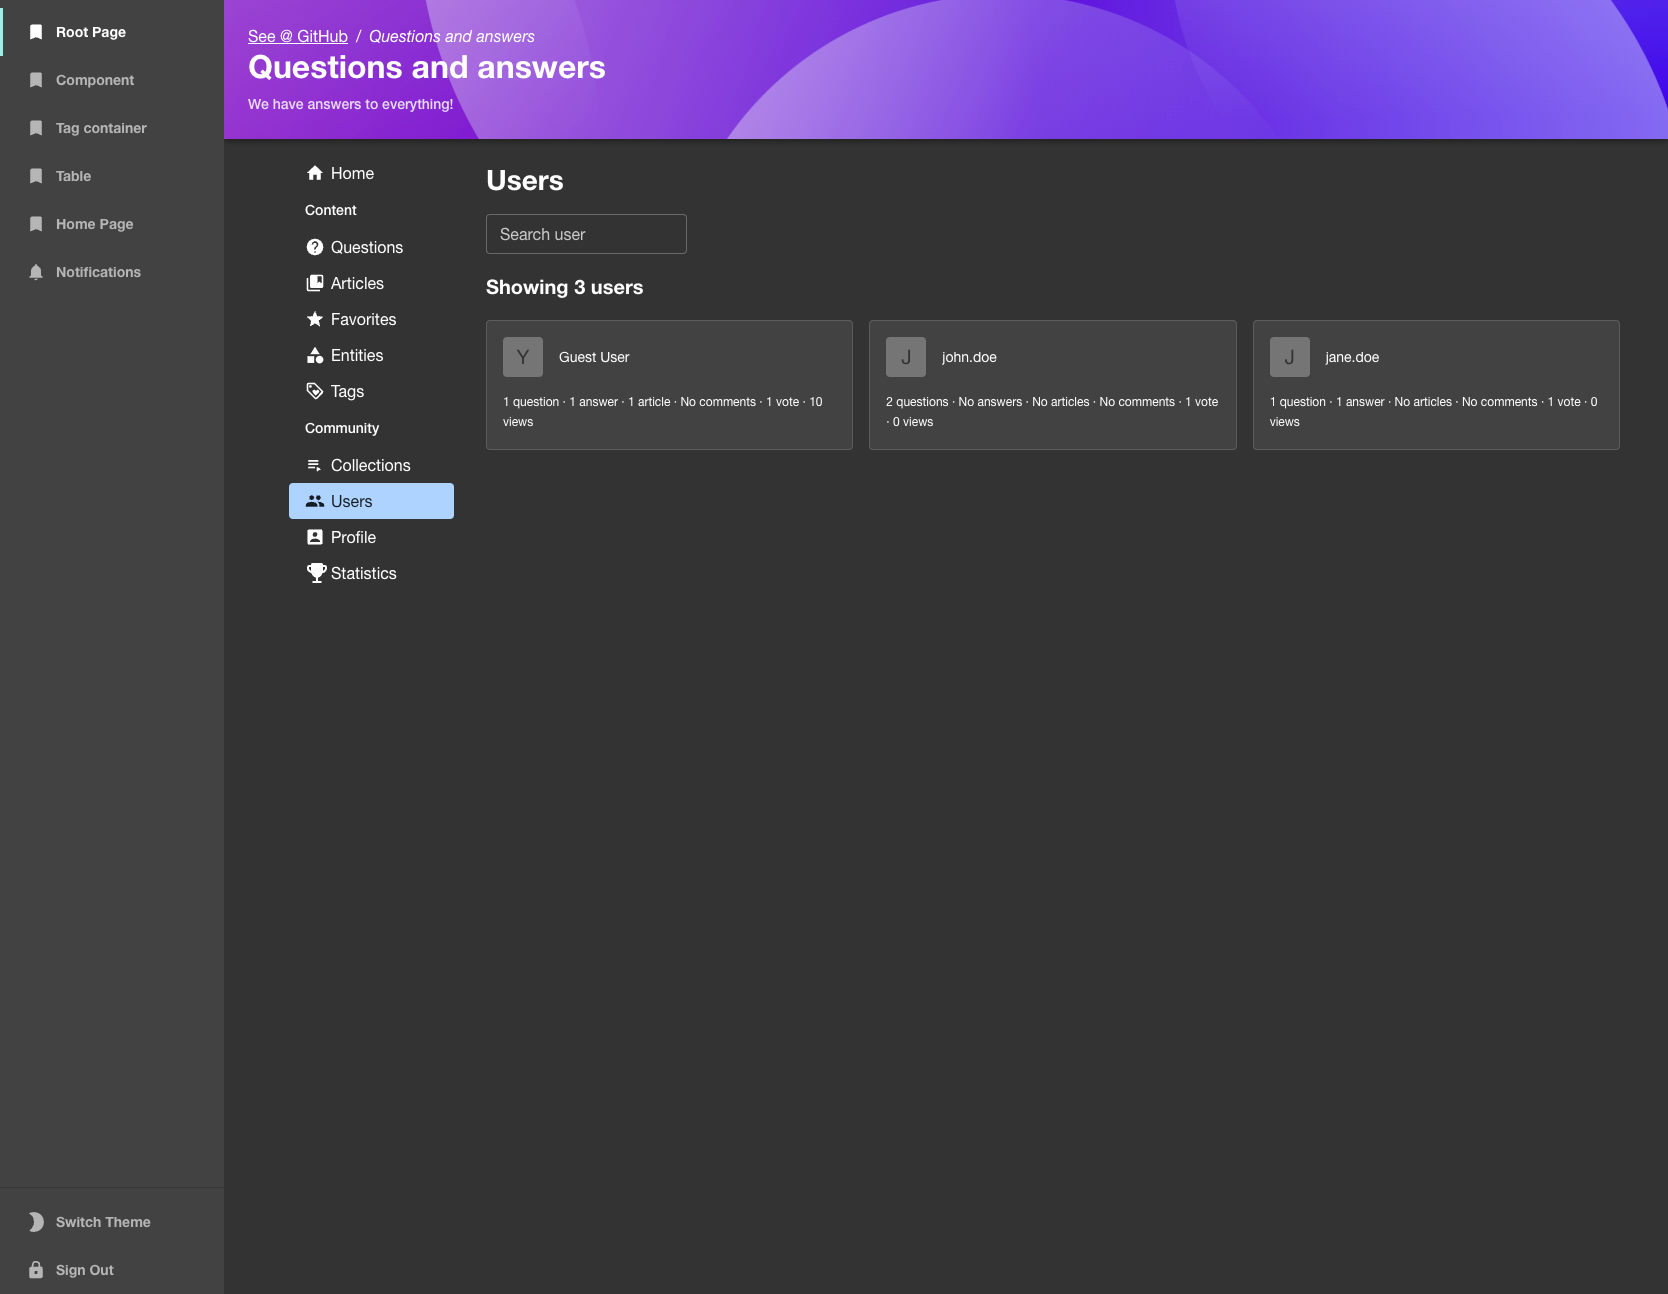 Root Page
Component
Tag container
Table
Home Page
Notifications
Switch Theme
Sign Out
See @ GitHub / Questions and answers
Questions and answers
We have answers to everything!
Home
Content
Questions
Articles
Favorites
Entities
Tags
Community
Collections
Users
Profile
Statistics
Users
Search user
Showing 3 users
Y
Guest User
1 question · 1 answer · 1 article · No comments · 1 vote · 10
views
J
john.doe
2 questions · No answers · No articles · No comments · 1 vote
· 0 views
J
jane.doe
1 question · 1 answer · No articles · No comments · 1 vote · 0
views